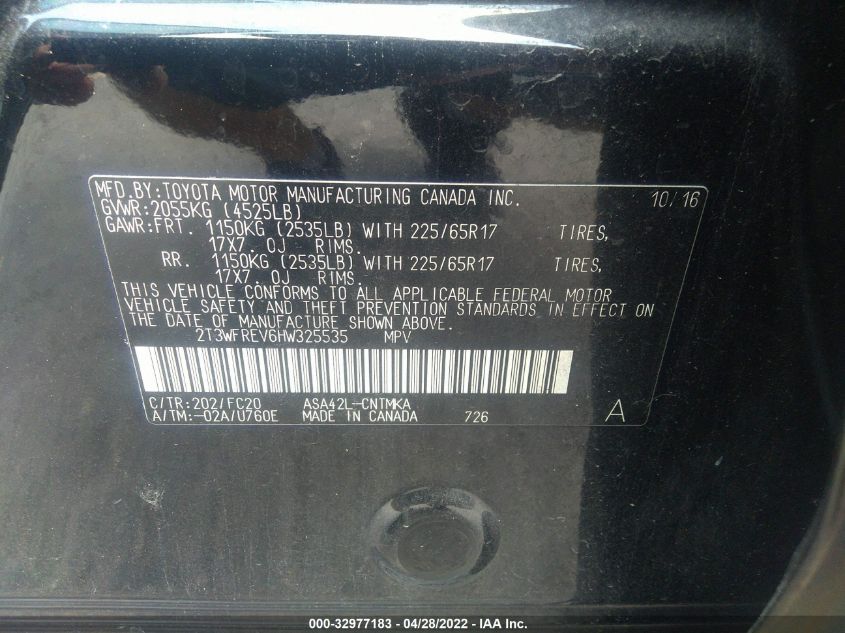 MFD.BY:TOYOTA MOTOR MANUFACTURING CANADA INC. 10/16
GVWR:2055KG (4525LB)
GAWR:FRT. 1150KG (2535LB) WITH 225/65R17 TIRES,
17X7- OJ RIMS.
RR. 1150KG (2535LB) WITH 225/65R17 TIRES,
17X7 OJ RIMS.
THIS VEHICLE CONFORMS TO ALL APPLICABLE FEDERAL MOTOR
VEHICLE SAFETY AND THEFT PREVENTION STANDARDS IN EFFECT ON
THE DATE OF MANUFACTURE SHOWN ABOVE.
2T3WFREV6HW325535 MPV
C/TR:202/FC20 ASA42L-CNTMKA
A/TM:-02A/U760E MADE IN CANADA 726 A
000-32977183 - 04/28/2022 - IAA Inc.